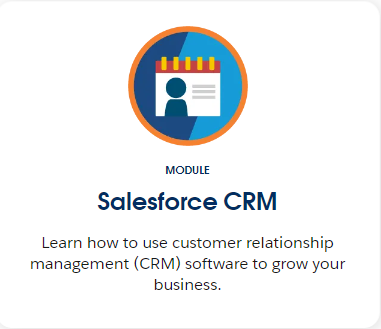 MODULE
Salesforce CRM
Learn how to use customer relationship
management (CRM) software to grow your
business.